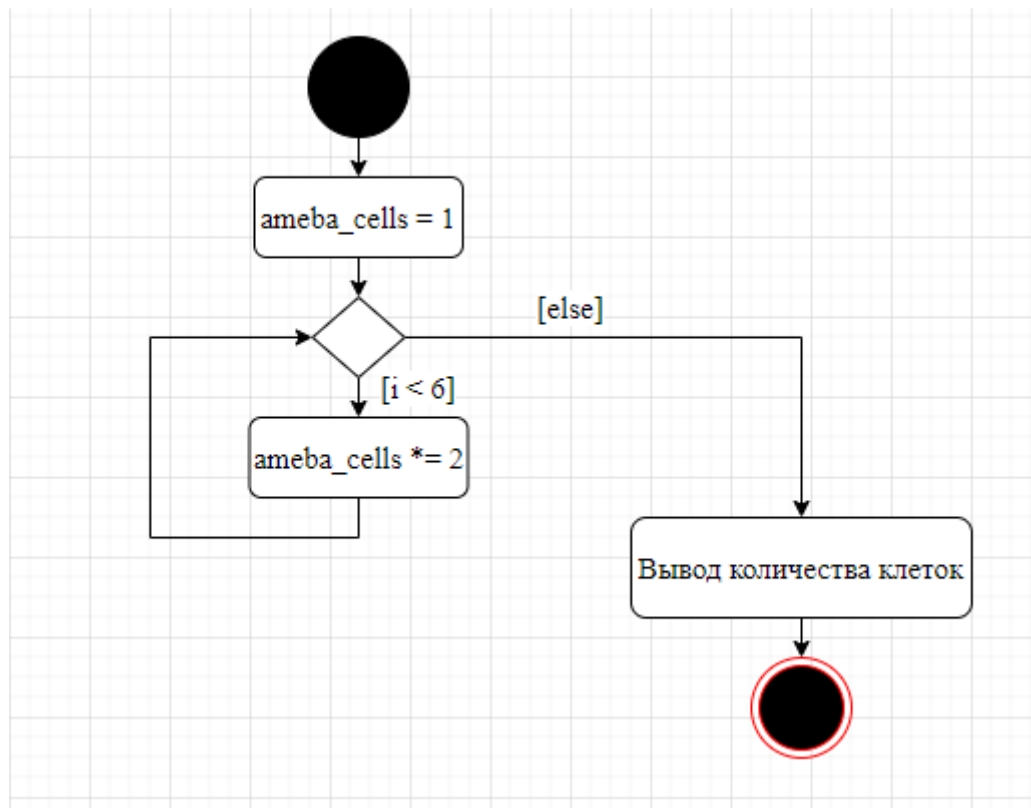 ameba_cells = 1
[else]
[i < 6]
ameba_cells *= 2
Вывод количества клеток